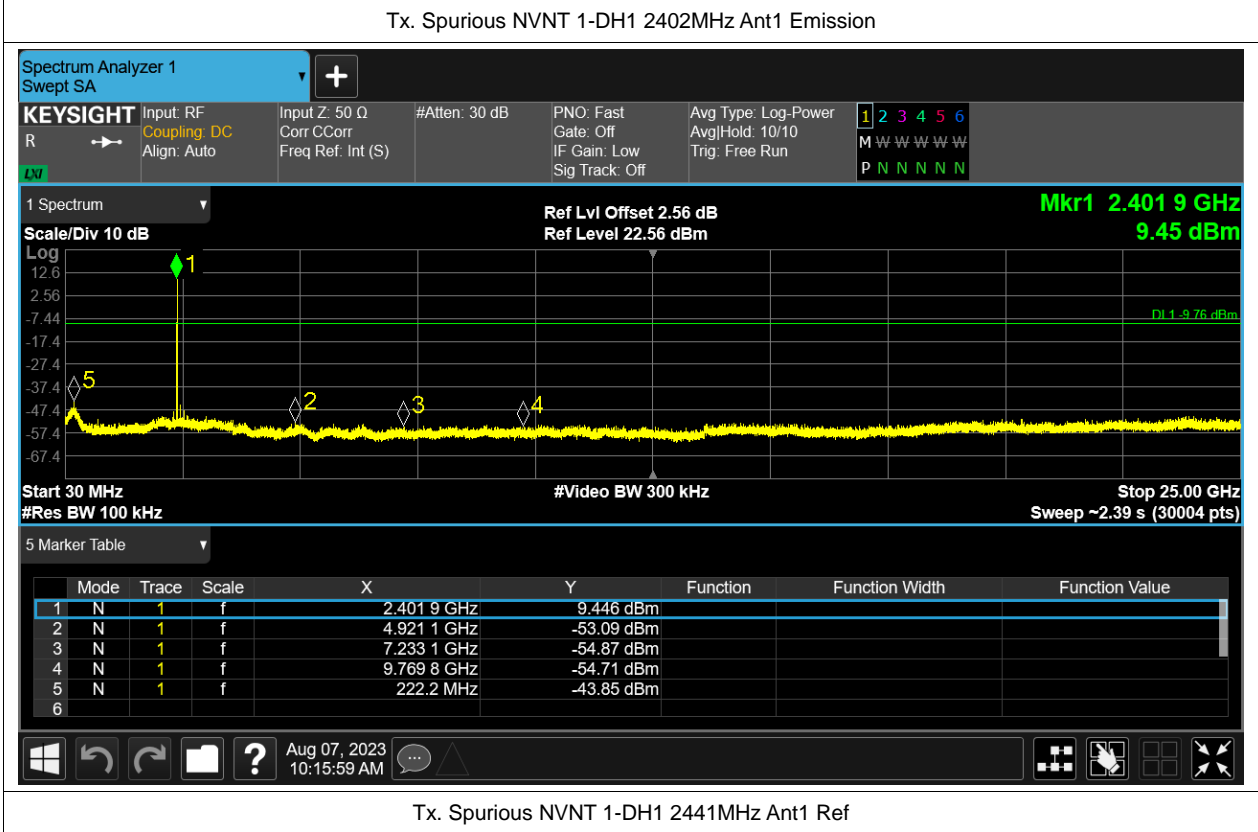 Tx. Spurious NVNT 1-DH1 2402MHz Ant1 Emission
Spectrum Analyzer 1
Swept SA
KEYSIGHT Input: RF Input Z: 50 Ω #Atten: 30 dB PNO: Fast Avg Type: Log-Power 1 2 3 4 5 6
R Coupling: DC Corr CCorr Gate: Off Avg|Hold: 10/10 M W W W W W
Align: Auto Freq Ref: Int (S) IF Gain: Low Trig: Free Run
LXI Sig Track: Off P N N N N N
1 Spectrum Ref Lvl Offset 2.56 dB Mkr1 2.401 9 GHz
Scale/Div 10 dB Ref Level 22.56 dBm 9.45 dBm
Log
1
12.6
2.56
-7.44 DL1 -9.76 dBm
-17.4
-27.4
-37.4 5
-47.4 2 3 4
-57.4
-67.4
Start 30 MHz #Video BW 300 kHz Stop 25.00 GHz
#Res BW 100 kHz Sweep ~2.39 s (30004 pts)
5 Marker Table
Mode Trace Scale X Y Function Function Width Function Value
1 N 1 f 2.401 9 GHz 9.446 dBm
2 N 1 f 4.921 1 GHz -53.09 dBm
3 N 1 f 7.233 1 GHz -54.87 dBm
4 N 1 f 9.769 8 GHz -54.71 dBm
5 N 1 f 222.2 MHz -43.85 dBm
6
? Aug 07, 2023
10:15:59 AM
Tx. Spurious NVNT 1-DH1 2441MHz Ant1 Ref